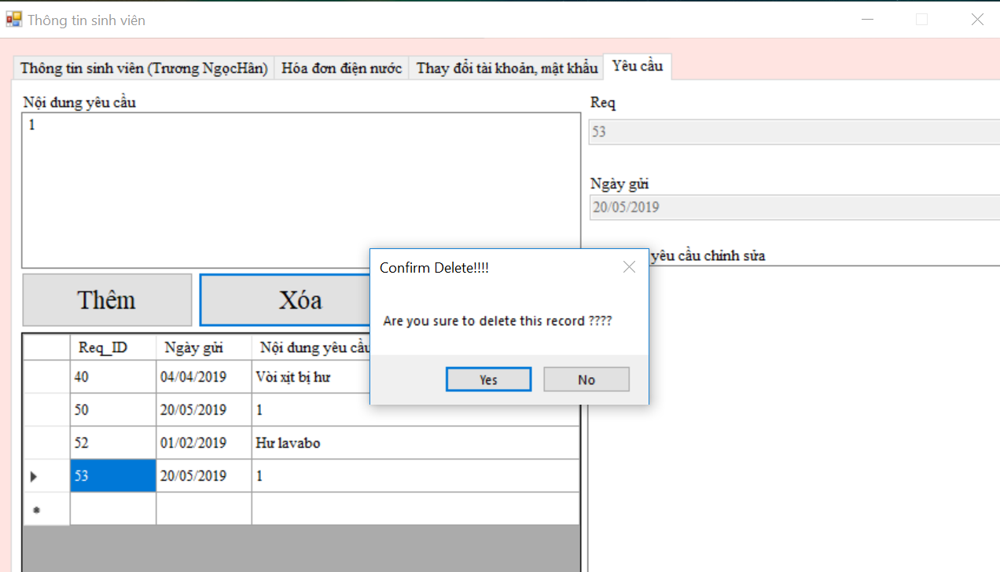 Thông tin sinh viên
Thông tin sinh viên (Trương NgọcHân) Hóa đơn điện nước Thay đổi tài khoản, mật khẩu Yêu cầu
Nội dung yêu cầu
1
Req
53
Ngày gửi
20/05/2019
yêu cầu chỉnh sửa
Thêm
Xóa
Confirm Delete!!!!
Are you sure to delete this record ????
Yes No
Req_ID Ngày gửi Nội dung yêu cầu
40 04/04/2019 Vòi xịt bị hư
50 20/05/2019 1
52 01/02/2019 Hư lavabo
53 20/05/2019 1